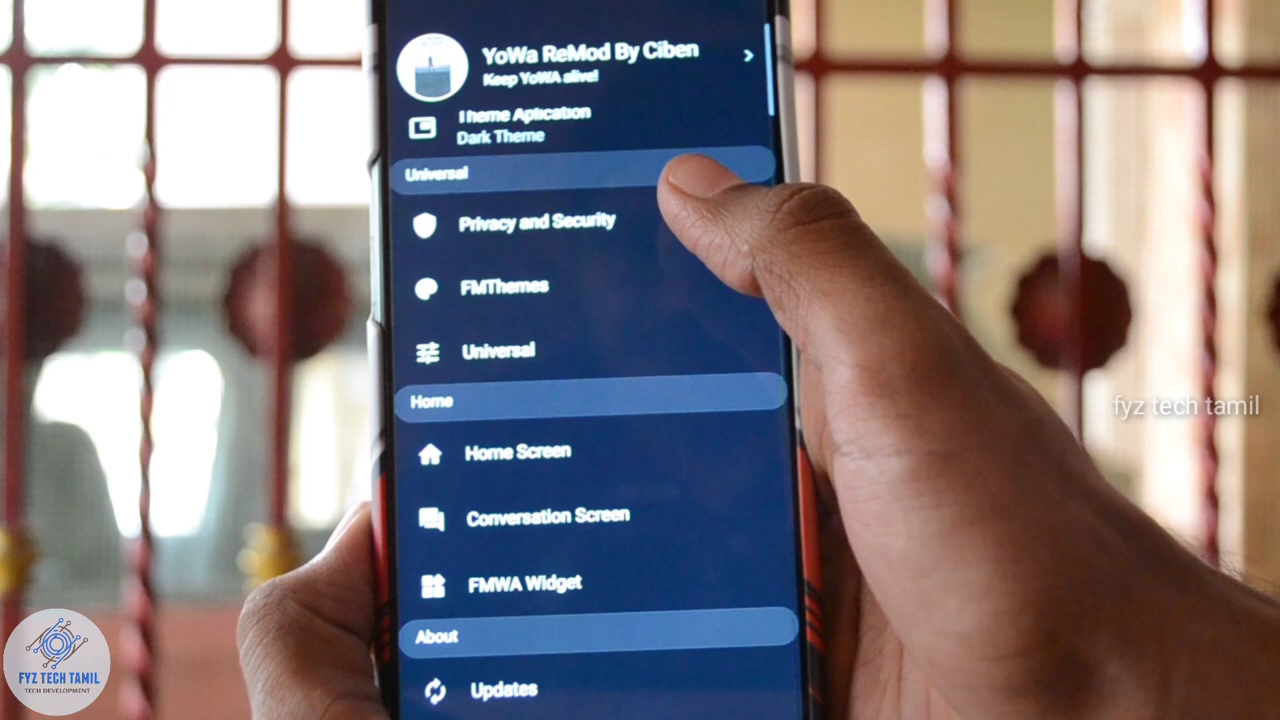 YoWa ReMod By Ciben
Keep YoWA alive!
Theme Aplication
Dark Theme
Universal
Privacy and Security
FMThemes
Universal
Home
Home Screen
Conversation Screen
FMWA Widget
About
Updates
fyz tech tamil
FYZ TECH TAMIL
TECH DEVELOPMENT